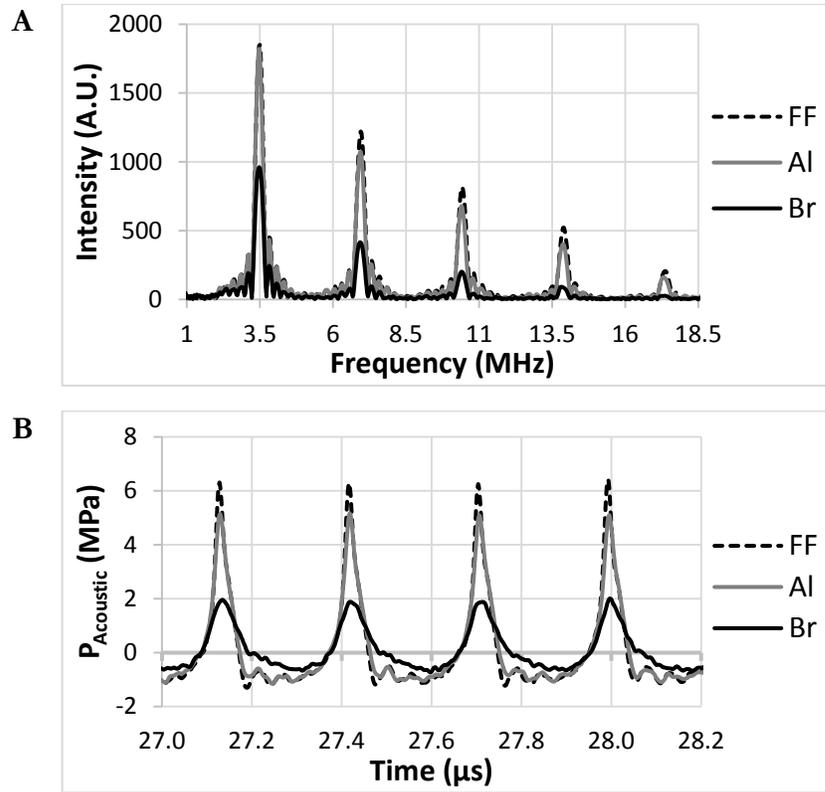 A
Intensity (A.U.)
2000
1500
1000
500
0
1 3.5 6 8.5 11 13.5 16 18.5
Frequency (MHz)
FF
Al
Br
B
P_Acoustic (MPa)
8
6
4
2
0
-2
27.0 27.2 27.4 27.6 27.8 28.0 28.2
Time (μs)
FF
Al
Br